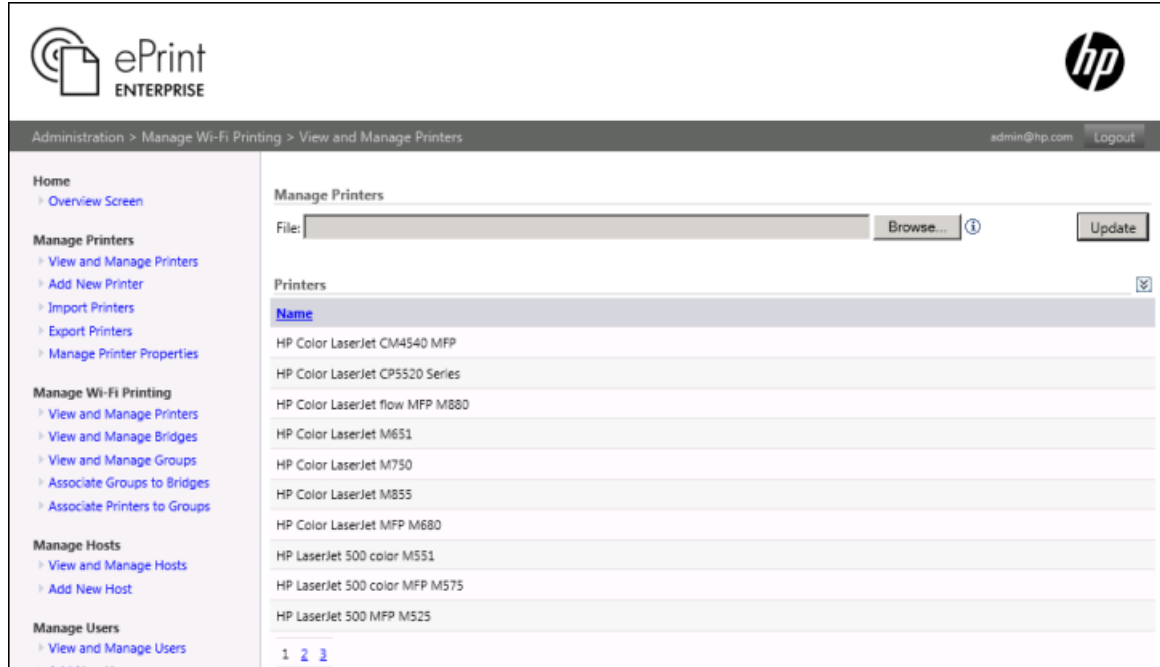 ePrint
ENTERPRISE
hp
Administration > Manage Wi-Fi Printing > View and Manage Printers
admin@hp.com
Logout
Home
Overview Screen
Manage Printers
View and Manage Printers
Add New Printer
Import Printers
Export Printers
Manage Printer Properties
Manage Wi-Fi Printing
View and Manage Printers
View and Manage Bridges
View and Manage Groups
Associate Groups to Bridges
Associate Printers to Groups
Manage Hosts
View and Manage Hosts
Add New Host
Manage Users
View and Manage Users
Manage Printers
File:
Browse...
Update
Printers
Name
HP Color LaserJet CM4540 MFP
HP Color LaserJet CP5520 Series
HP Color LaserJet flow MFP M880
HP Color LaserJet M651
HP Color LaserJet M750
HP Color LaserJet M855
HP Color LaserJet MFP M680
HP LaserJet 500 color M551
HP LaserJet 500 color MFP M575
HP LaserJet 500 MFP M525
1 2 3